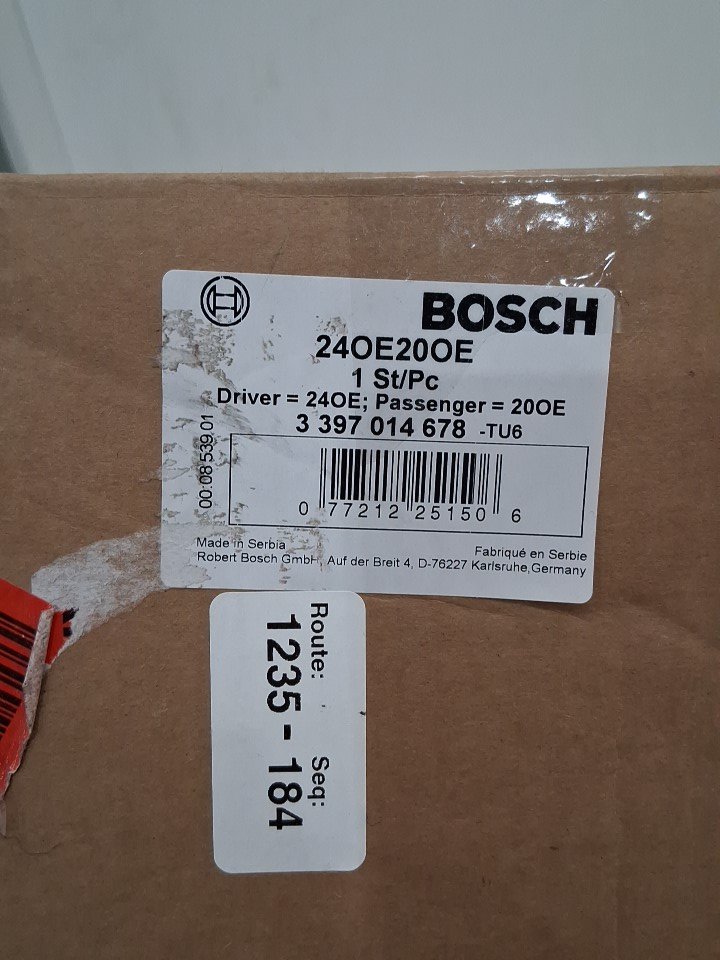 BOSCH
24OE20OE
1 St/Pc
Driver = 24OE; Passenger = 20OE
3 397 014 678 -TU6
00:08 539 01
0 77212 25150 6
Made in Serbia
Fabriqué en Serbie
Robert Bosch GmbH, Auf der Breit 4, D-76227 Karlsruhe, Germany
Route: Seq:
1235 - 184